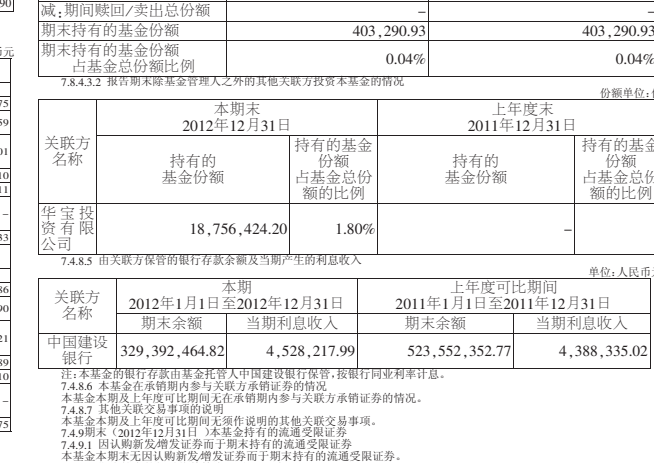 减:期间赎回/卖出总份额 – –
期末持有的基金份额 403,290.93 403,290.93
期末持有的基金份额
占基金总份额比例 0.04% 0.04%
7.8.4.3.2 报告期末除基金管理人之外的其他关联方投资本基金的情况
份额单位:
关联方
名称
本期末
2012年12月31日
上年度末
2011年12月31日
持有的
基金份额
持有的基金
份额
占基金总份
额的比例
持有的
基金份额
持有的基金
份额
占基金总份
额的比例
华宝投
资有限
公司
18,756,424.20 1.80% –
7.4.8.5 由关联方保管的银行存款余额及当期产生的利息收入
单位:人民币
关联方
名称
本期
2012年1月1日至2012年12月31日
上年度可比期间
2011年1月1日至2011年12月31日
期末余额 当期利息收入 期末余额 当期利息收入
中国建设
银行
329,392,464.82 4,528,217.99 523,552,352.77 4,388,335.02
注:本基金的银行存款由基金托管人中国建设银行保管,按银行同业利率计息。
7.4.8.6 本基金在承销期内参与关联方承销证券的情况
本基金本期及上年度可比期间无在承销期内参与关联方承销证券的情况。
7.4.8.7 其他关联交易事项的说明
本基金本期及上年度可比期间无须作说明的其他关联交易事项。
7.4.9期末（2012年12月31日）本基金持有的流通受限证券
7.4.9.1 因认购新发/增发证券而于期末持有的流通受限证券
本基金本期末无因认购新发/增发证券而于期末持有的流通受限证券。